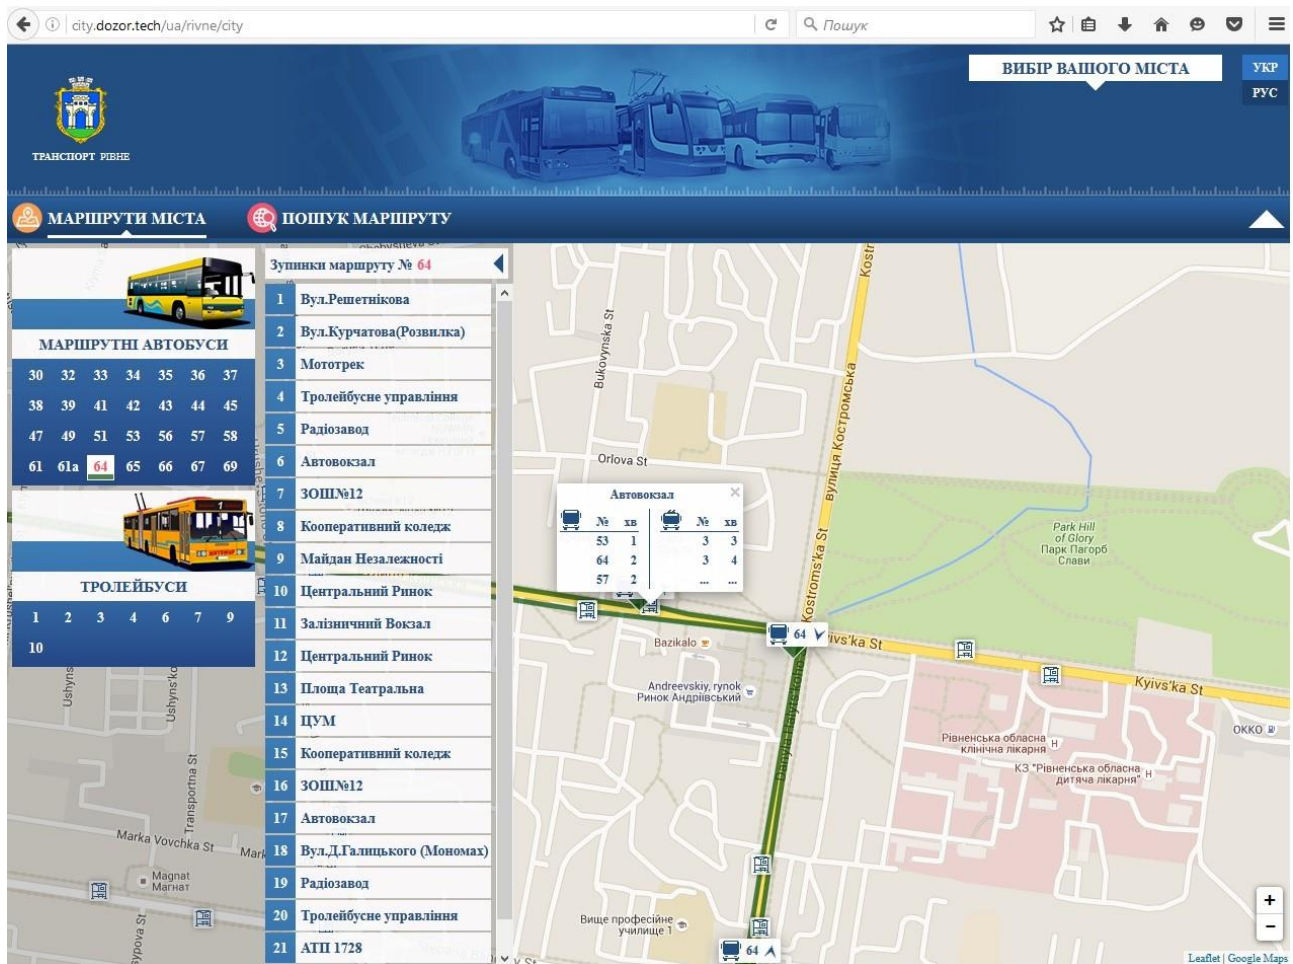 city.dozor.tech/ua/rivne/city
Пошук
ВИБІР ВАШОГО МІСТА
УКР
РУС
ТРАНСПОРТ РІВНЕ
МАРШРУТИ МІСТА
ПОШУК МАРШРУТУ
МАРШРУТНІ АВТОБУСИ
30 32 33 34 35 36 37
38 39 41 42 43 44 45
47 49 51 53 56 57 58
61 61а 64 65 66 67 69
ТРОЛЕЙБУСИ
1 2 3 4 6 7 9
10
Зупинки маршруту № 64
1 Вул.Решетнікова
2 Вул.Курчатова(Розвилка)
3 Мототрек
4 Тролейбусне управління
5 Радіозавод
6 Автовокзал
7 ЗОШ№12
8 Кооперативний коледж
9 Майдан Незалежності
10 Центральний Ринок
11 Залізничний Вокзал
12 Центральний Ринок
13 Площа Театральна
14 ЦУМ
15 Кооперативний коледж
16 ЗОШ№12
17 Автовокзал
18 Вул.Д.Галицького (Мономах)
19 Радіозавод
20 Тролейбусне управління
21 АТП 1728
Автовокзал
№ хв № хв
53 1 3 3
64 2 3 4
57 2 ... ...
Bukovynska St
Orlova St
вулиця Костромська
Kostroms'ka St
Park Hill
of Glory
Парк Пагорб
Слави
64
Bazikalo
Andreevskiy, rynok
Ринок Андріївський
Kyivs'ka St
Рівненська обласна
клінічна лікарня
КЗ "Рівненська обласна
дитяча лікарня"
ОККО
Transportna St
Marka Vovchka St
Magnat
Магнат
Вище професійне
училище 1
64
+
−
Leaflet | Google Maps